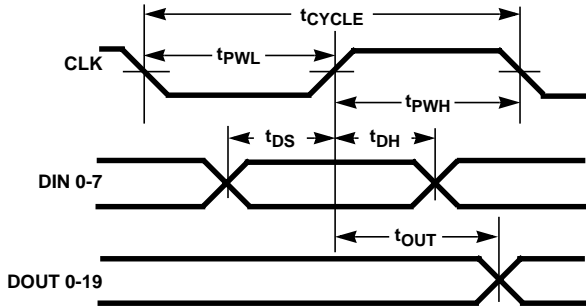 tCYCLE
CLK
tPWL
tPWH
tDS
tDH
DIN 0-7
tOUT
DOUT 0-19